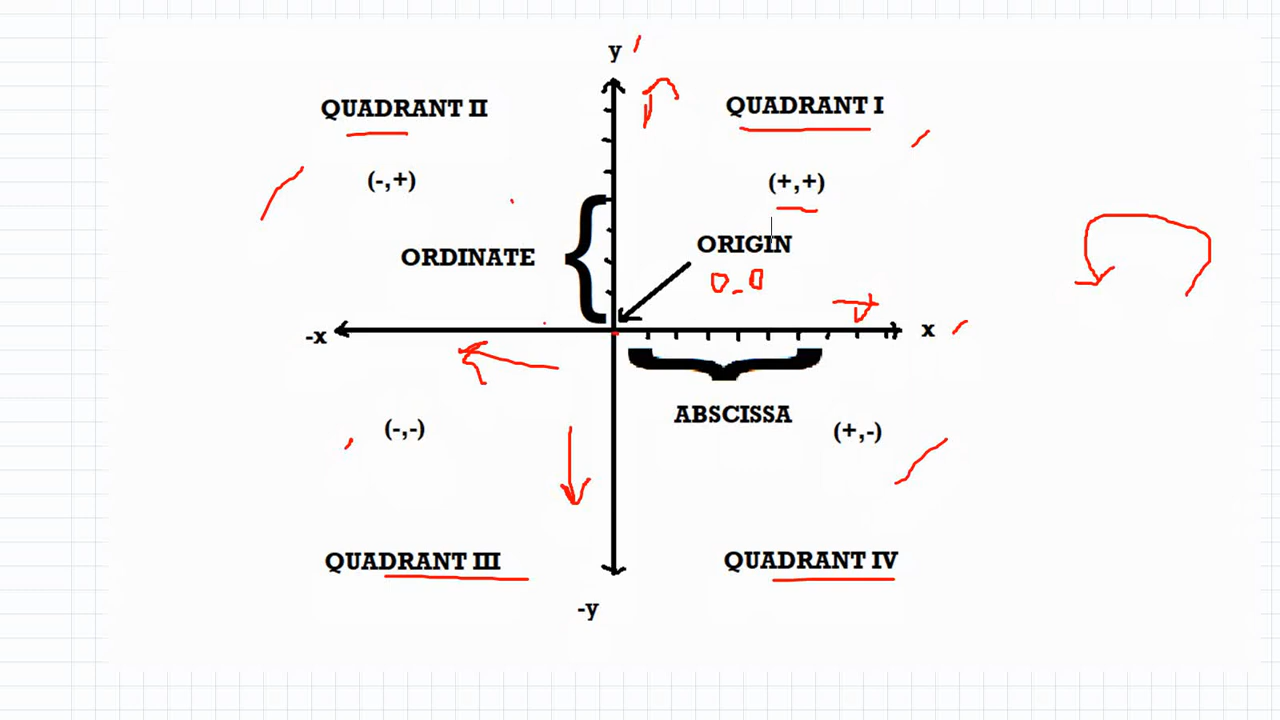 y
QUADRANT II
QUADRANT I
(-,+)
(+,+)
ORIGIN
ORDINATE
0,0
-x
x
ABSCISSA
(-,-)
(+,-)
QUADRANT III
QUADRANT IV
-y